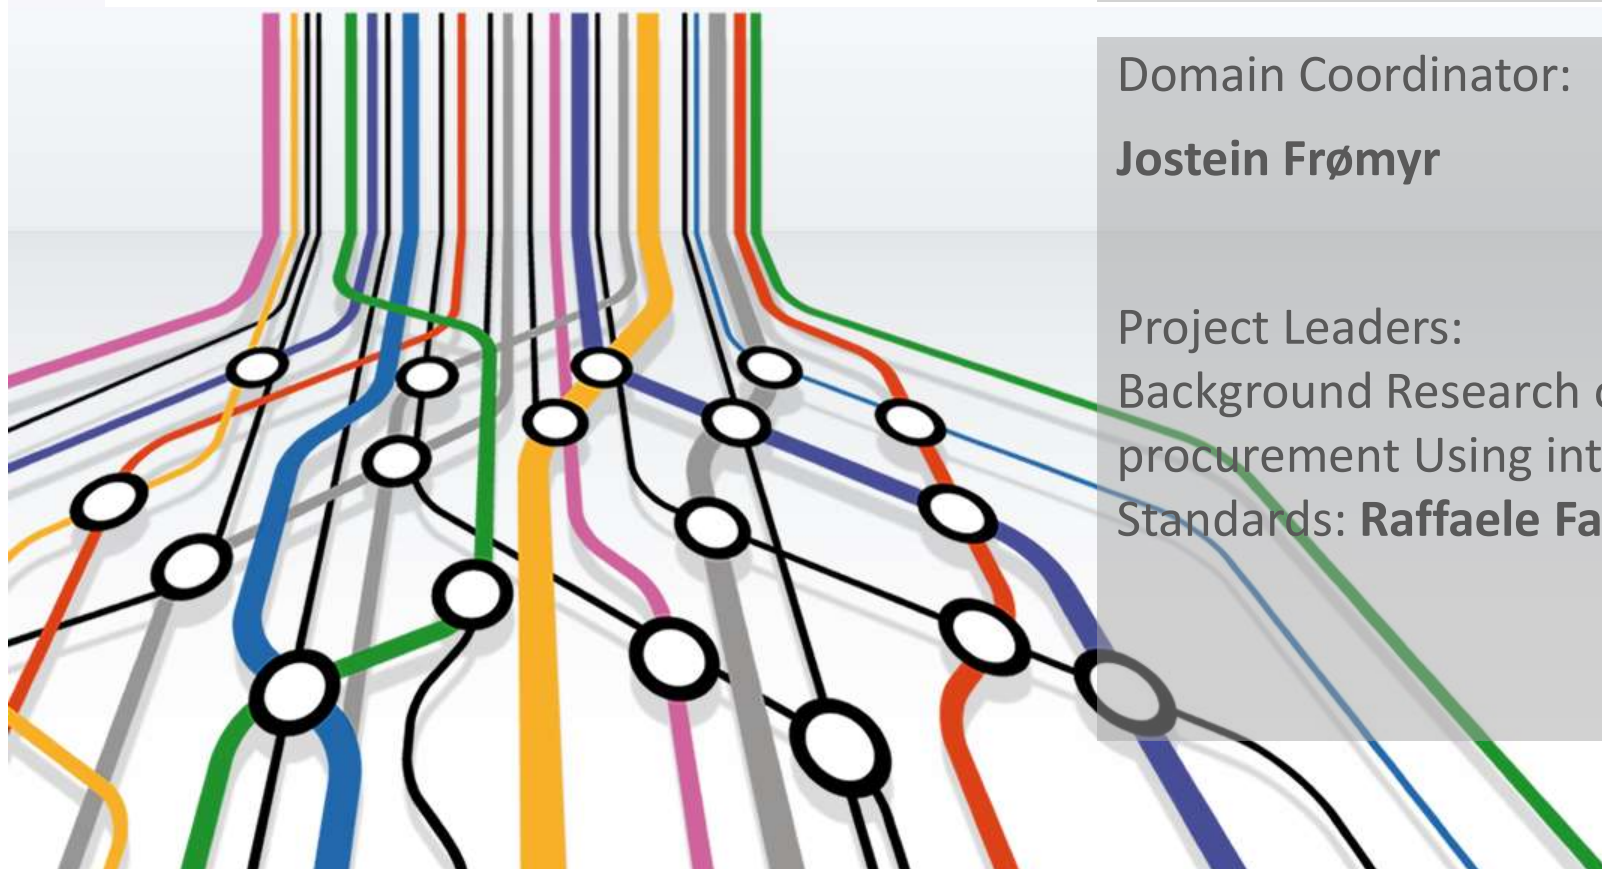 Domain Coordinator:
Jostein Frømyr
Project Leaders:
Background Research
procurement Using
Standards: Raffaele